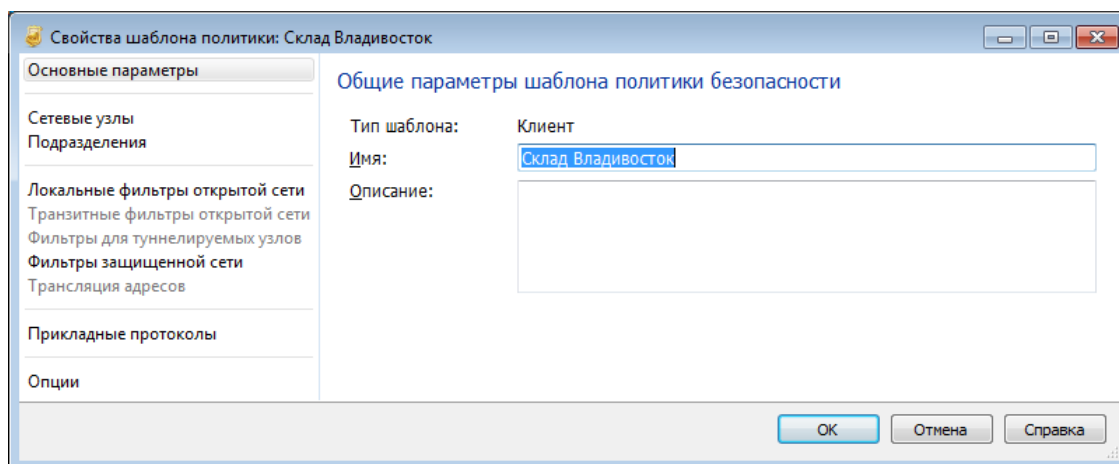 Свойства шаблона политики: Склад Владивосток
Основные параметры
Сетевые узлы
Подразделения
Локальные фильтры открытой сети
Транзитные фильтры открытой сети
Фильтры для туннелируемых узлов
Фильтры защищенной сети
Трансляция адресов
Прикладные протоколы
Опции
Общие параметры шаблона политики безопасности
Тип шаблона: Клиент
Имя: Склад Владивосток
Описание:
ОК Отмена Справка